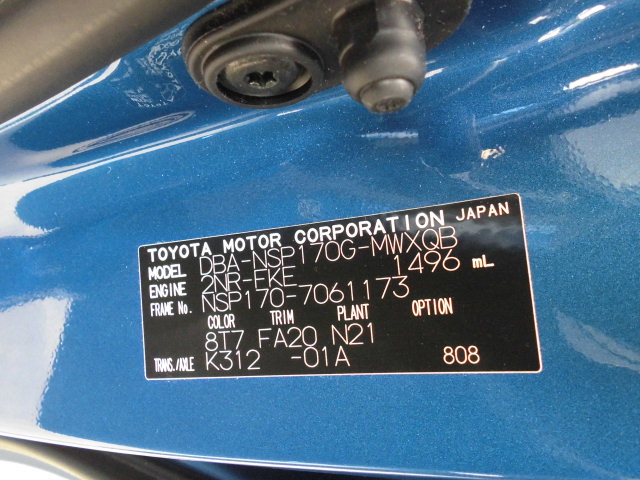 TOYOTA MOTOR CORPORATION JAPAN
MODEL DBA-NSP170G-MWXQB
ENGINE 2NR-FKE 1496 mL
FRAME No. NSP170-7061173
COLOR TRIM PLANT OPTION
8T7 FA20 N21
TRANS./AXLE K312 -01A 808